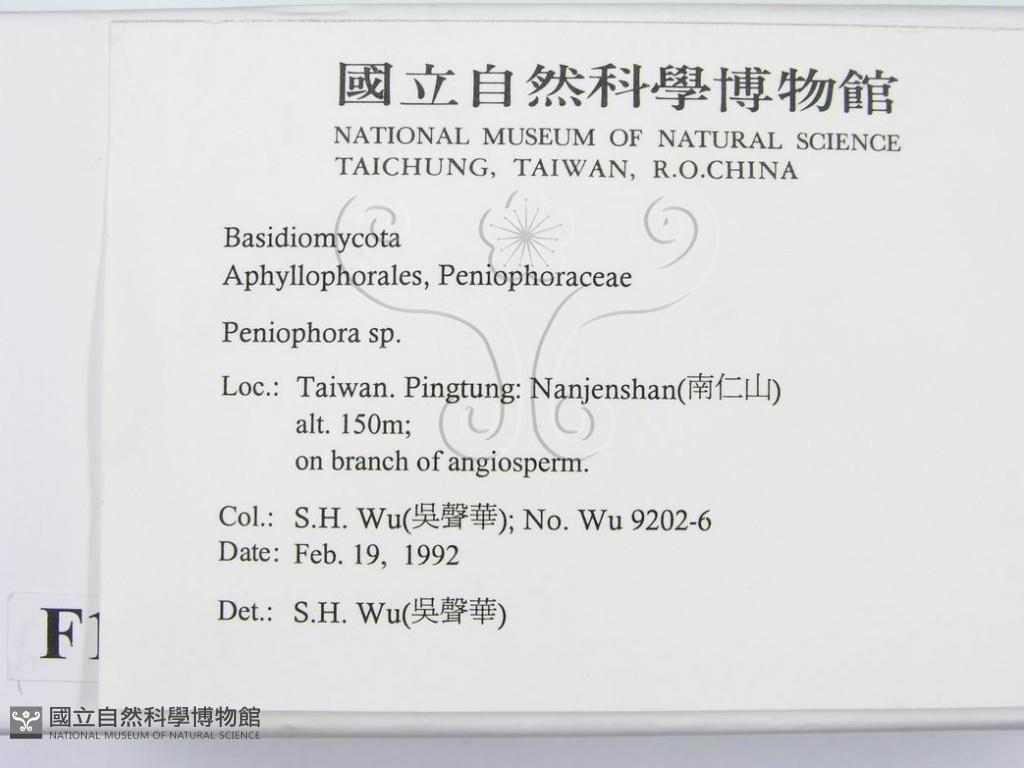 國立自然科學博物館
NATIONAL MUSEUM OF NATURAL SCIENCE
TAICHUNG, TAIWAN, R.O.CHINA
Basidiomycota
Aphyllophorales, Peniophoraceae
Peniophora sp.
Loc.: Taiwan. Pingtung: Nanjenshan(南仁山)
alt. 150m;
on branch of angiosperm.
Col.: S.H. Wu(吳聲華); No. Wu 9202-6
Date: Feb. 19, 1992
Det.: S.H. Wu(吳聲華)
國立自然科學博物館
NATIONAL MUSEUM OF NATURAL SCIENCE